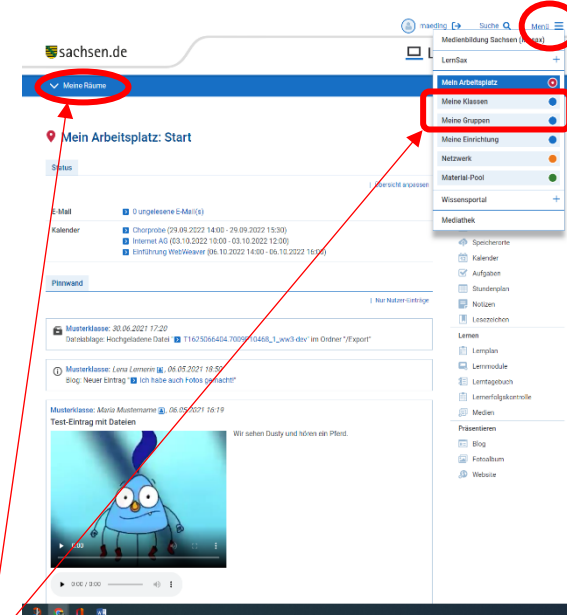 maeding Suche Menü
sachsen.de
L
Medienbildung Sachsen
LernSax +
Mein Arbeitsplatz
Meine Klassen
Meine Gruppen
Meine Einrichtung
Netzwerk
Material-Pool
Wissensportal +
Mediathek
Meine Räume
Mein Arbeitsplatz: Start
Status
| Übersicht anpassen
E-Mail 0 ungelesene E-Mail(s)
Kalender Chorprobe (29.09.2022 14:00 - 29.09.2022 15:30)
Internet AG (03.10.2022 10:00 - 03.10.2022 12:00)
Einführung WebWeaver (06.10.2022 14:00 - 06.10.2022 16:00)
Pinnwand
| Nur Nutzer-Einträge
Musterklasse: 30.06.2021 17:20
Dateiablage: Hochgeladene Datei im Ordner "/Export"
Musterklasse: Lena Lernerin, 06.05.2021 18:50
Blog: Neuer Eintrag "Ich habe auch Fotos gemacht!"
Musterklasse: Maria Mustername, 06.05.2021 16:19
Test-Eintrag mit Dateien
Wir sehen Dusty und hören ein Pferd.
0:00
0:00 / 0:00
Speicherorte
Kalender
Aufgaben
Stundenplan
Notizen
Lesezeichen
Lernen
Lernplan
Lernmodule
Lerntagebuch
Lernerfolgskontrolle
Medien
Präsentieren
Blog
Fotoalbum
Website